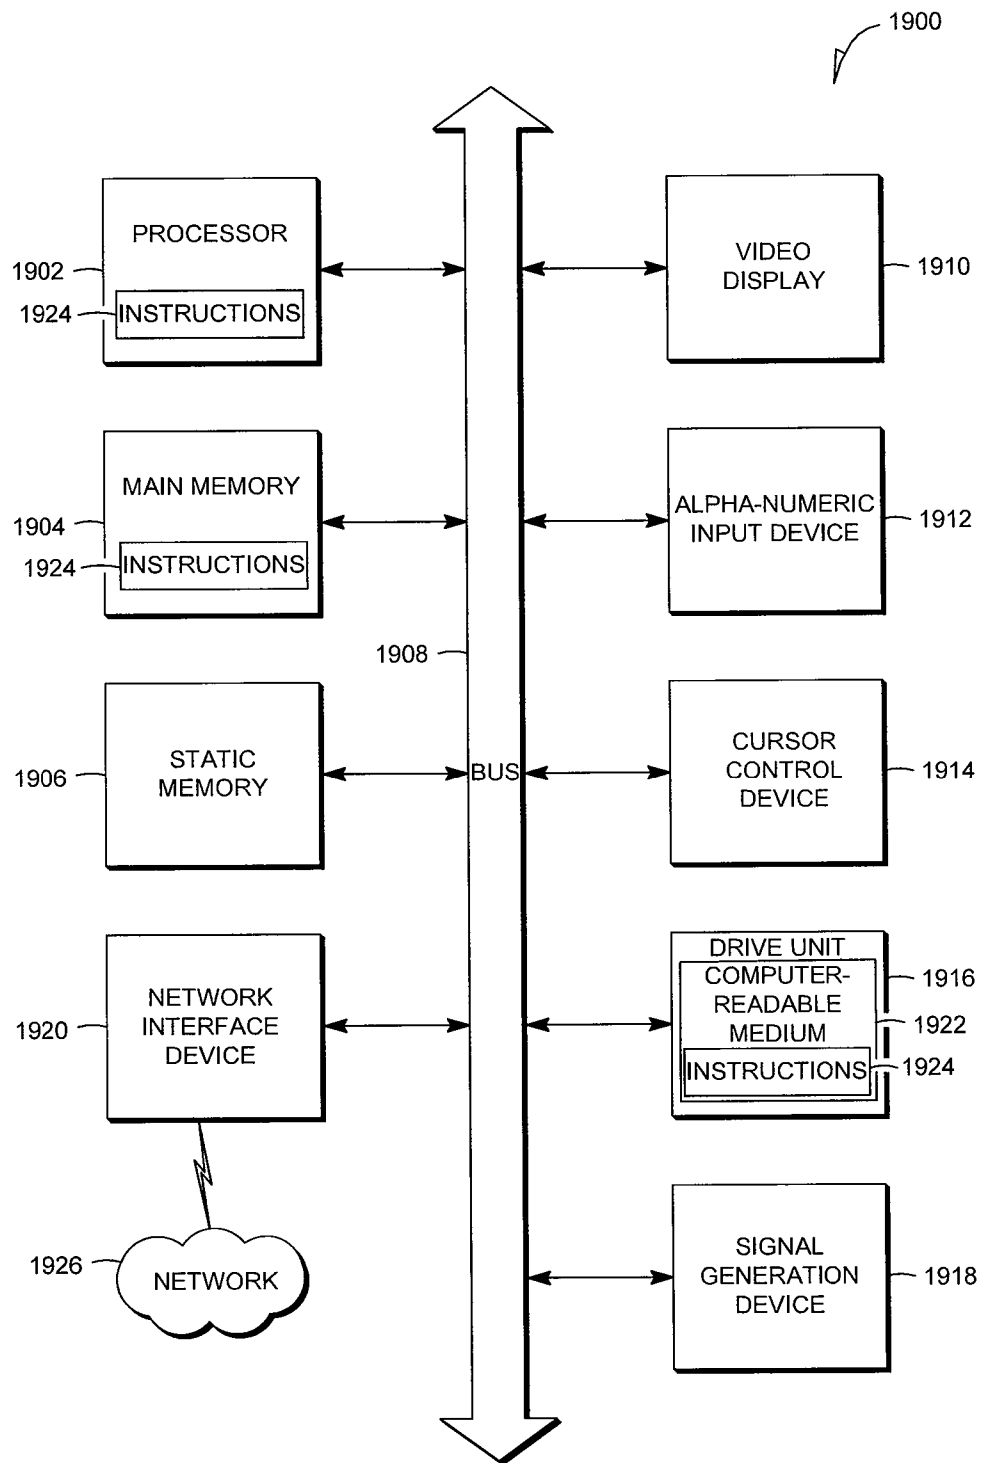 1900
PROCESSOR
1902
1924
INSTRUCTIONS
VIDEO
DISPLAY
1910
MAIN MEMORY
1904
1924
INSTRUCTIONS
ALPHA-NUMERIC
INPUT DEVICE
1912
1908
STATIC
MEMORY
1906
BUS
CURSOR
CONTROL
DEVICE
1914
NETWORK
INTERFACE
DEVICE
1920
DRIVE UNIT
COMPUTER-
READABLE
MEDIUM
INSTRUCTIONS
1916
1922
1924
1926
NETWORK
SIGNAL
GENERATION
DEVICE
1918